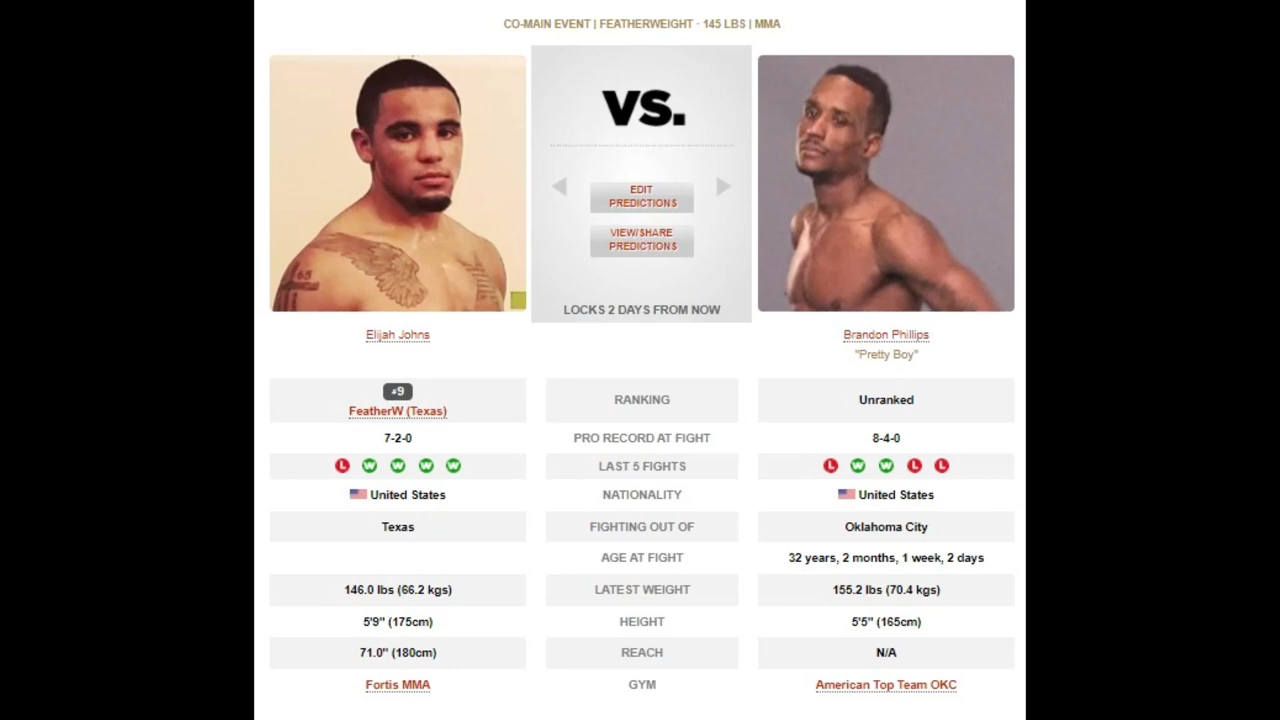 CO-MAIN EVENT | FEATHERWEIGHT · 145 LBS | MMA
VS.
EDIT
PREDICTIONS
VIEW/SHARE
PREDICTIONS
LOCKS 2 DAYS FROM NOW
Elijah Johns
Brandon Phillips
"Pretty Boy"
#9
FeatherW (Texas) RANKING Unranked
7-2-0 PRO RECORD AT FIGHT 8-4-0
L W W W W LAST 5 FIGHTS L W W L L
United States NATIONALITY United States
Texas FIGHTING OUT OF Oklahoma City
AGE AT FIGHT 32 years, 2 months, 1 week, 2 days
146.0 lbs (66.2 kgs) LATEST WEIGHT 155.2 lbs (70.4 kgs)
5'9" (175cm) HEIGHT 5'5" (165cm)
71.0" (180cm) REACH N/A
Fortis MMA GYM American Top Team OKC